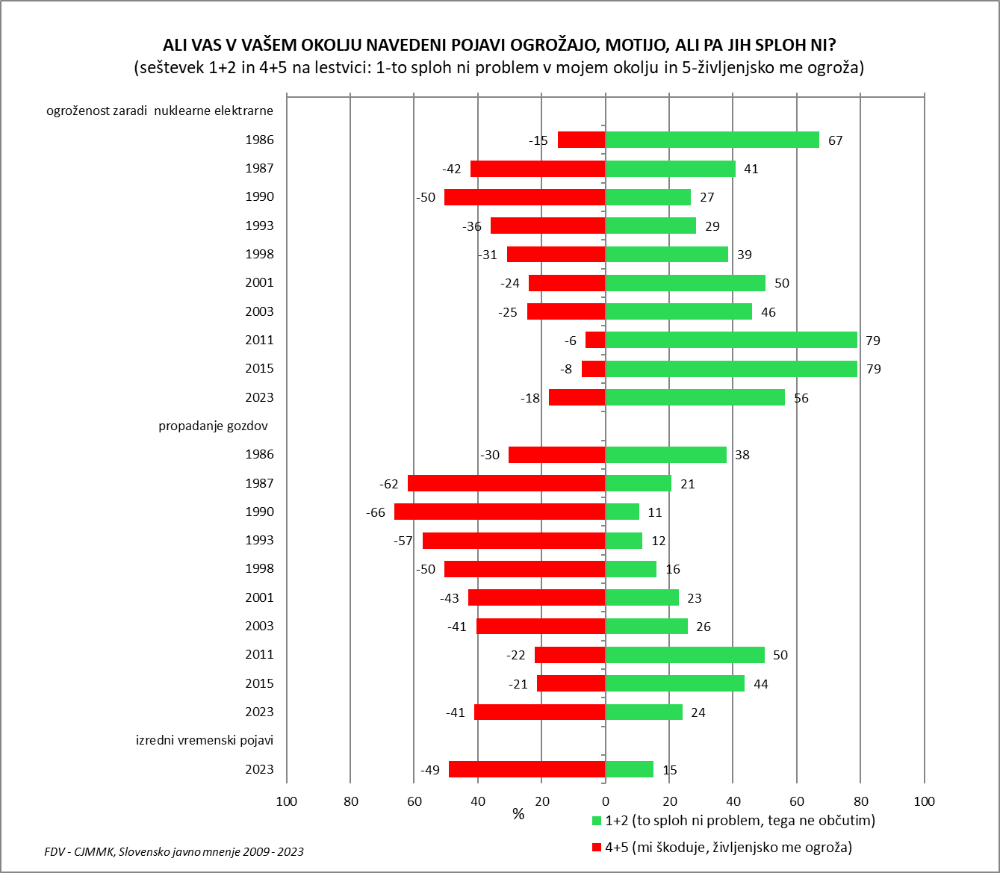 ALI VAS V VAŠEM OKOLJU NAVEDENI POJAVI OGROŽAJO, MOTIJO, ALI PA JIH SPLOH NI?
(seštevek 1+2 in 4+5 na lestvici: 1-to sploh ni problem v mojem okolju in 5-življenjsko me ogroža)
ogroženost zaradi nuklearne elektrarne
1986 -15 67
1987 -42 41
1990 -50 27
1993 -36 29
1998 -31 39
2001 -24 50
2003 -25 46
2011 -6 79
2015 -8 79
2023 -18 56
propadanje gozdov
1986 -30 38
1987 -62 21
1990 -66 11
1993 -57 12
1998 -50 16
2001 -43 23
2003 -41 26
2011 -22 50
2015 -21 44
2023 -41 24
izredni vremenski pojavi
2023 -49 15
100 80 60 40 20 0 20 40 60 80 100
%
1+2 (to sploh ni problem, tega ne občutim)
4+5 (mi škoduje, življenjsko me ogroža)
FDV - CJMMK, Slovensko javno mnenje 2009 - 2023